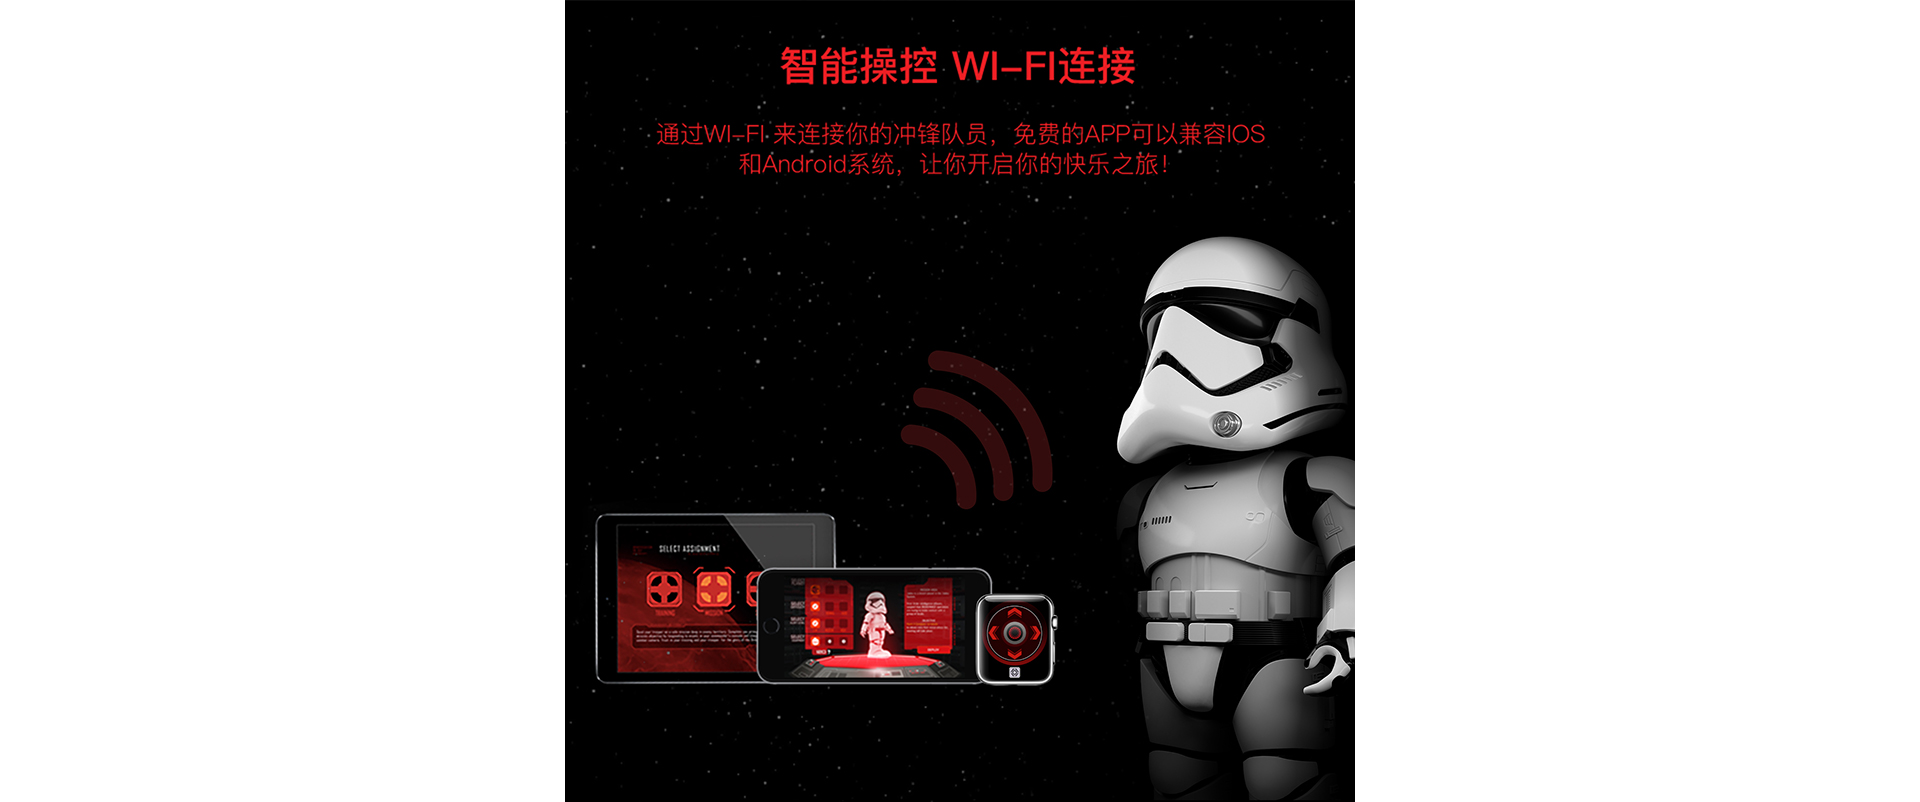 智能操控 WI-FI连接
通过WI-FI 来连接你的冲锋队员，免费的APP可以兼容IOS
和Android系统，让你开启你的快乐之旅！
SELECT ASSIGNMENT
TRAINING
MISSION